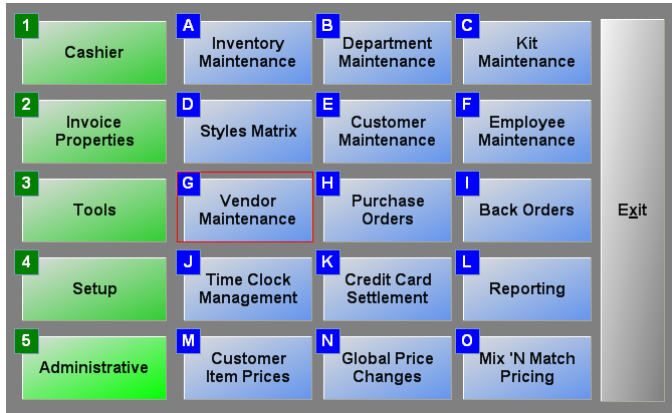 1
Cashier
A
Inventory
Maintenance
B
Department
Maintenance
C
Kit
Maintenance
2
Invoice
Properties
D
Styles Matrix
E
Customer
Maintenance
F
Employee
Maintenance
3
Tools
G
Vendor
Maintenance
H
Purchase
Orders
I
Back Orders
Exit
4
Setup
J
Time Clock
Management
K
Credit Card
Settlement
L
Reporting
5
Administrative
M
Customer
Item Prices
N
Global Price
Changes
O
Mix 'N Match
Pricing